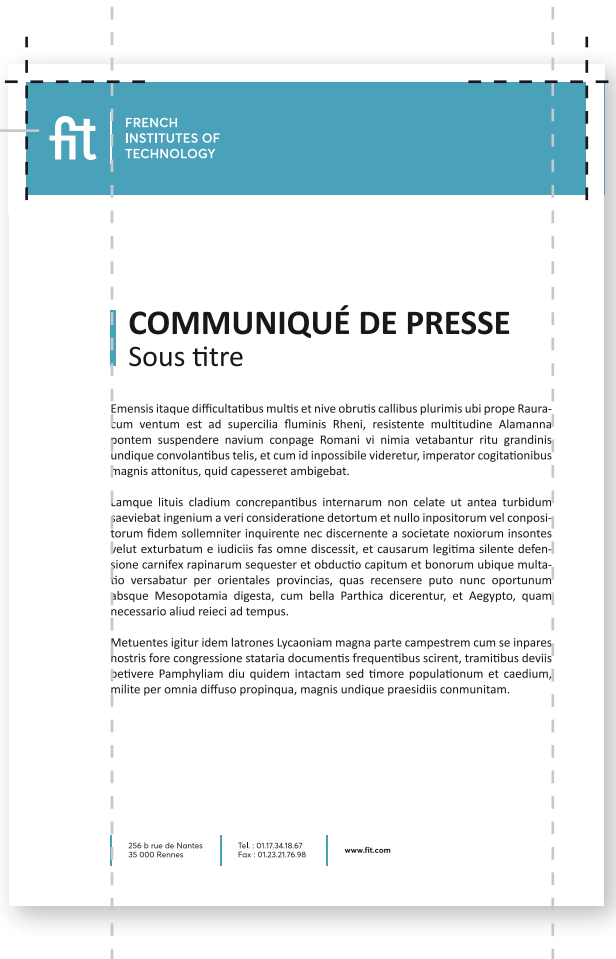 fit
FRENCH
INSTITUTES OF
TECHNOLOGY
COMMUNIQUÉ DE PRESSE
Sous titre
Emensis itaque difficultatibus multis et nive obrutis callibus plurimis ubi prope Raura-
cum ventum est ad supercilia fluminis Rheni, resistente multitudine Alamanna
pontem suspendere navium conpage Romani vi nimia vetabantur ritu grandinis
undique convolantibus telis, et cum id inpossibile videretur, imperator cogitationibus
magnis attonitus, quid capesseret ambigebat.
Lamque lituis cladium concrepantibus internarum non celate ut antea turbidum
saeviebat ingenium a veri consideratione detortum et nullo inpositorum vel conposi-
torum fidem sollemniter inquirente nec discernente a societate noxiorum insontes
velut exturbatum e iudiciis fas omne discessit, et causarum legitima silente defen-
sione carnifex rapinarum sequester et obductio capitum et bonorum ubique multa-
tio versabatur per orientales provincias, quas recensere puto nunc oportunum
absque Mesopotamia digesta, cum bella Parthica dicerentur, et Aegypto, quam
necessario aliud reieci ad tempus.
Metuentes igitur idem latrones Lycaoniam magna parte campestrem cum se inpares
nostris fore congressione stataria documentis frequentibus scirent, tramitibus deviis
petivere Pamphyliam diu quidem intactam sed timore populationum et caedium,
milite per omnia diffuso propinqua, magnis undique praesidiis conmunitam.
256 b rue de Nantes
35 000 Rennes
Tel. : 01.17.34.18.67
Fax : 01.23.21.76.98
www.fit.com